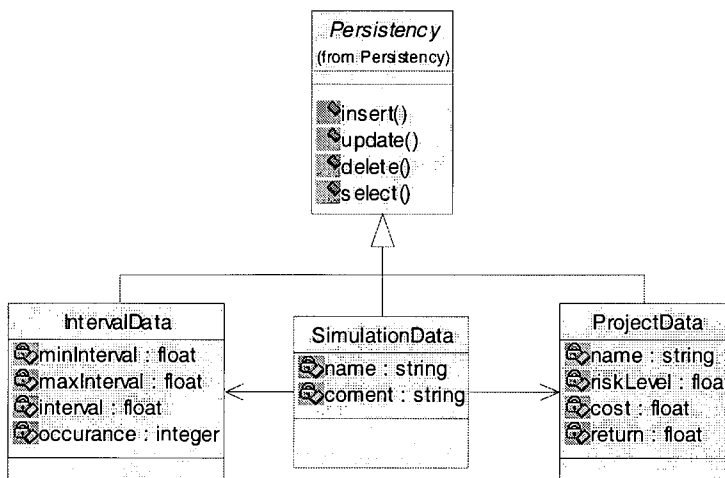 Persistency
(from Persistency)
insert()
update()
delete()
select()
IntervalData
minInterval : float
maxInterval : float
interval : float
occurance : integer
SimulationData
name : string
coment : string
ProjectData
name : string
riskLevel : float
cost : float
return : float